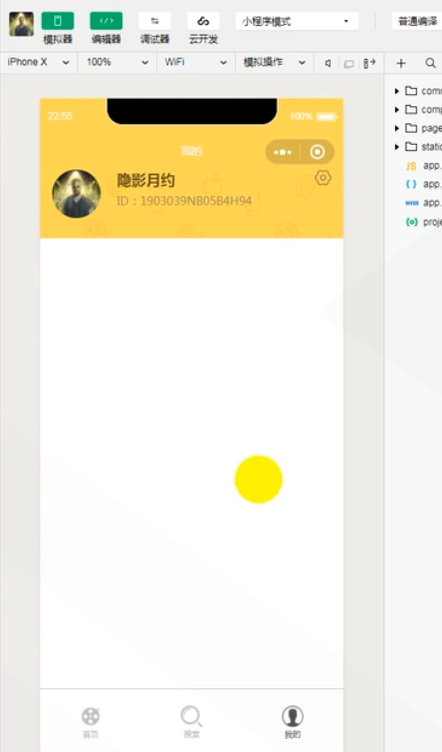 模拟器 编辑器 调试器 云开发
小程序模式
普通编译
iPhone X 100% WiFi 模拟操作
22:55 100%
我的
隐影月约
ID：1903039NB05B4H94
com
comp
page
static
JS app.
{ } app.
wxss app.
{o} proje
首页 搜索 我的